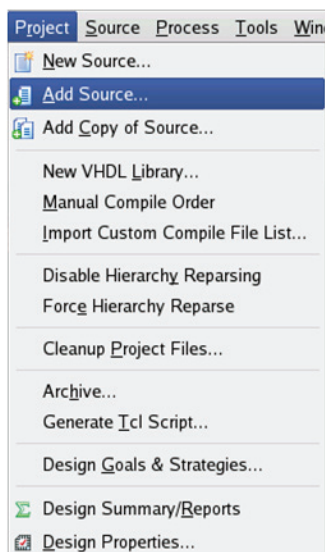 Project Source Process Tools
New Source...
Add Source...
Add Copy of Source...
New VHDL Library...
Manual Compile Order
Import Custom Compile File List...
Disable Hierarchy Reparsing
Force Hierarchy Reparse
Cleanup Project Files...
Archive...
Generate Tcl Script...
Design Goals & Strategies...
Design Summary/Reports
Design Properties...